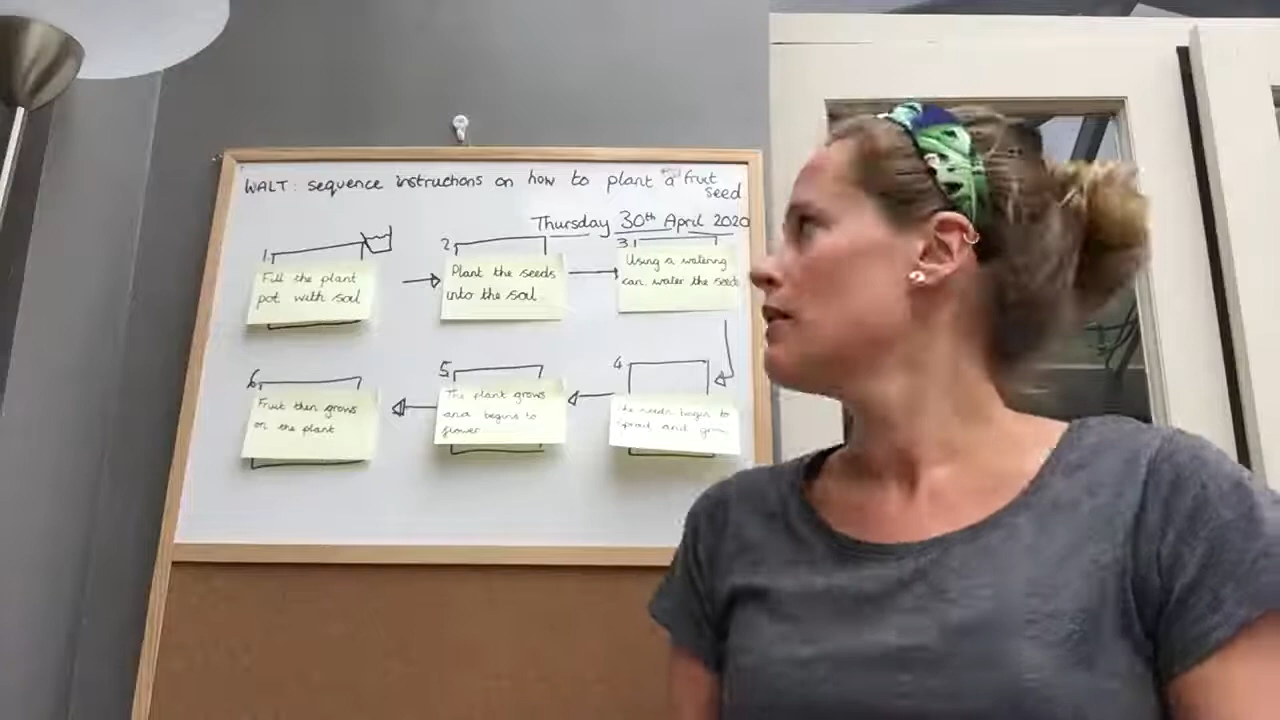 WALT: sequence instructions on how to plant a fruit
seed
Thursday 30th April 2020
1.
Fill the plant
pot with soil
2.
Plant the seeds
into the soil.
3.
Using a watering
can water the seeds
4
The seeds begin to
sprout and grow
5.
The plant grows
and begins to
flower
6
Fruit then grows
on the plant